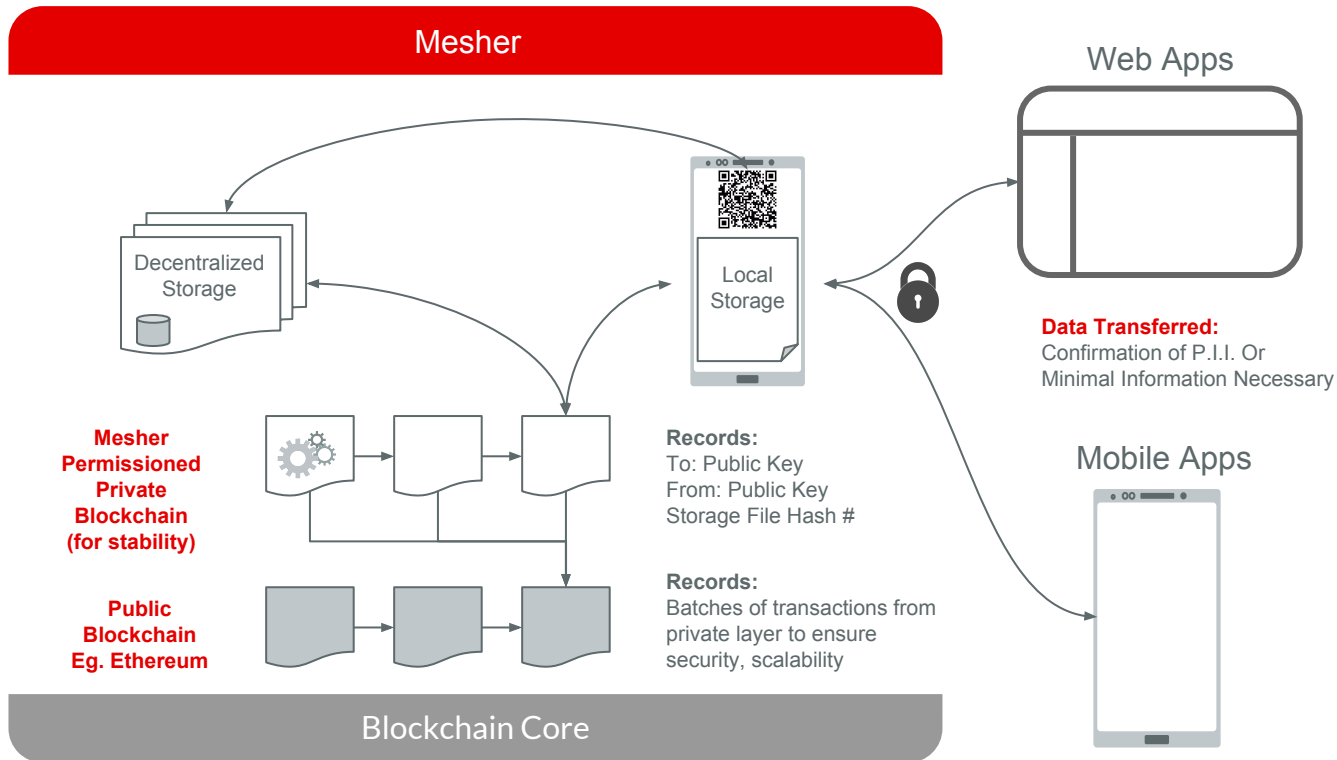 Mesher
Web Apps
Decentralized
Storage
Local
Storage
Data Transferred:
Confirmation of P.I.I. Or
Minimal Information Necessary
Mesher
Permissioned
Private
Blockchain
(for stability)
Records:
To: Public Key
From: Public Key
Storage File Hash #
Mobile Apps
Public
Blockchain
Eg. Ethereum
Records:
Batches of transactions from
private layer to ensure
security, scalability
Blockchain Core